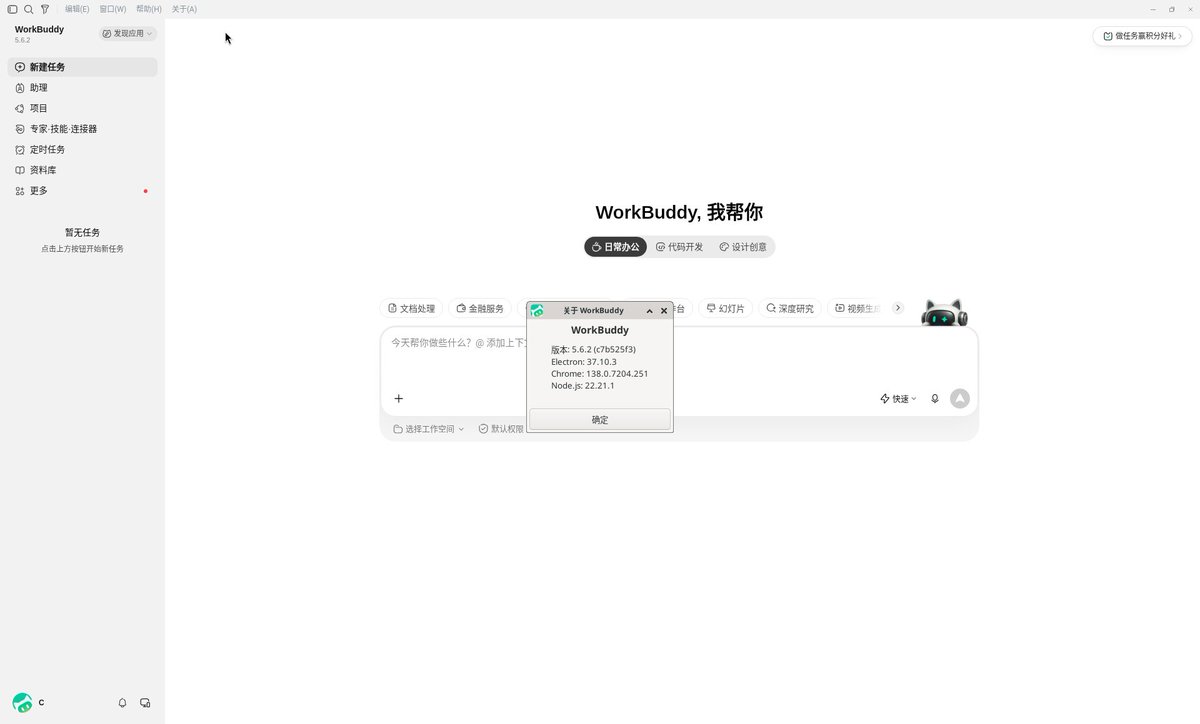 编辑(E) 窗口(W) 帮助(H) 关于(A)
WorkBuddy
5.6.2
发现应用
做任务赢积分好礼
新建任务
助理
项目
专家·技能·连接器
定时任务
资料库
更多
暂无任务
点击上方按钮开始新任务
WorkBuddy, 我帮你
日常办公 代码开发 设计创意
文档处理 金融服务 台 幻灯片 深度研究 视频生成
今天帮你做些什么? @ 添加上下
快速
选择工作空间 默认权限
关于 WorkBuddy
WorkBuddy
版本: 5.6.2 (c7b525f3)
Electron: 37.10.3
Chrome: 138.0.7204.251
Node.js: 22.21.1
确定
C